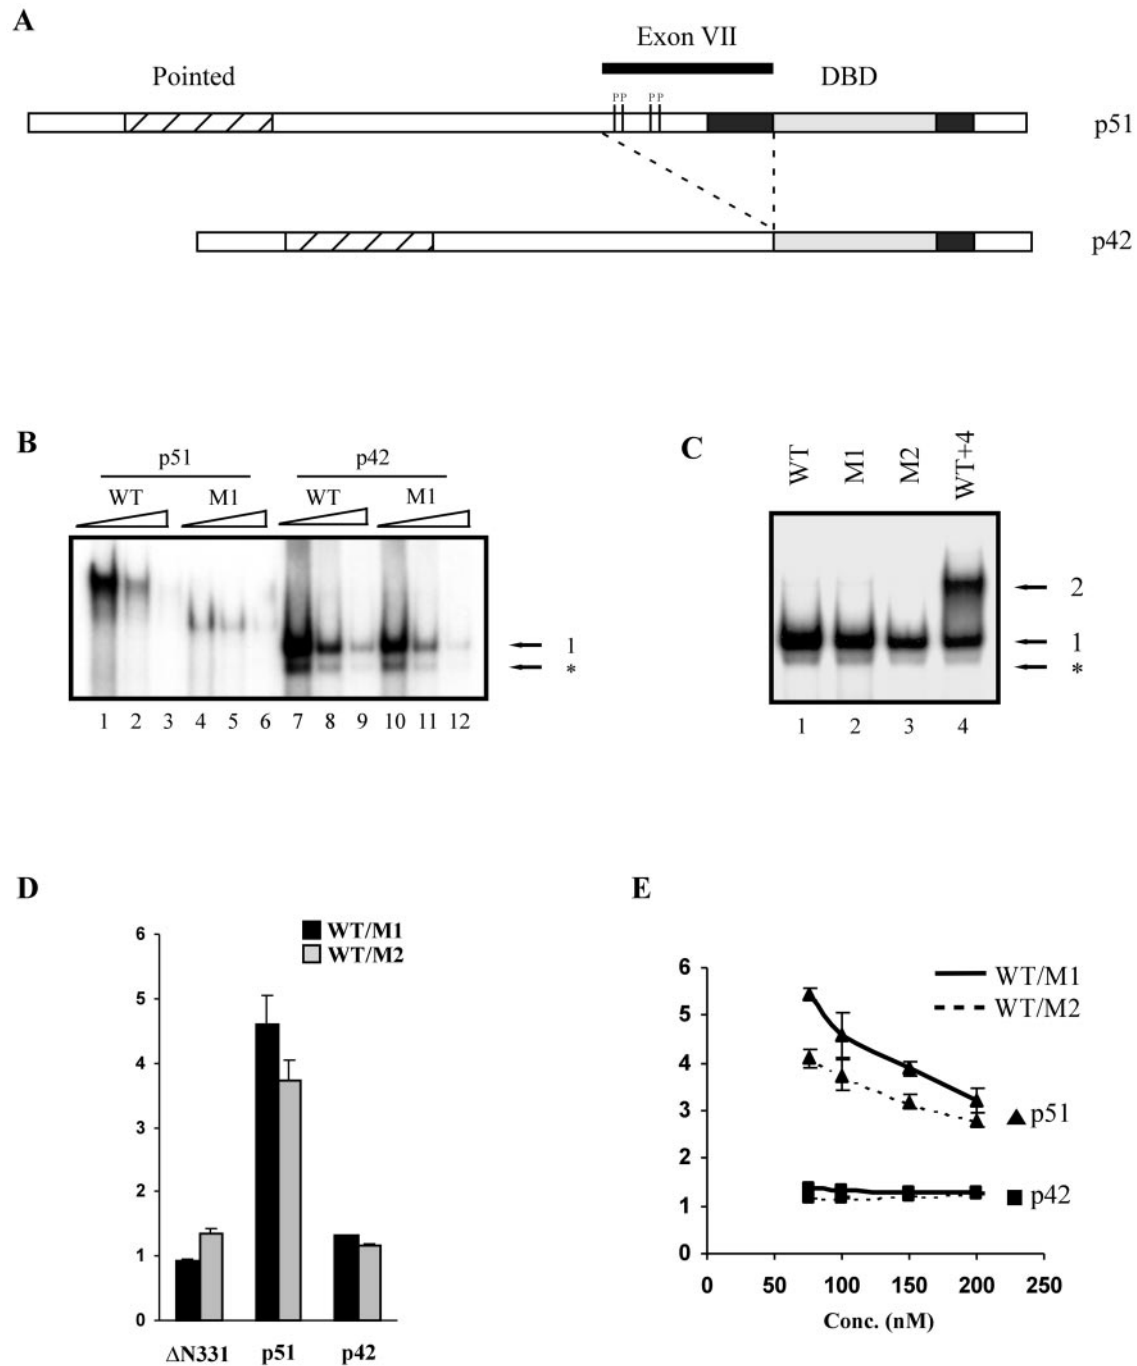 A
Exon VII
Pointed DBD
PP PP
p51
p42
B
p51 p42
WT M1 WT M1
1
*
1 2 3 4 5 6 7 8 9 10 11 12
C
WT M1 M2 WT+4
2
1
*
1 2 3 4
D
WT/M1
WT/M2
6
5
4
3
2
1
0
ΔN331 p51 p42
E
WT/M1
WT/M2
6
5
4
3
2
1
0
p51
p42
0 50 100 150 200 250
Conc. (nM)